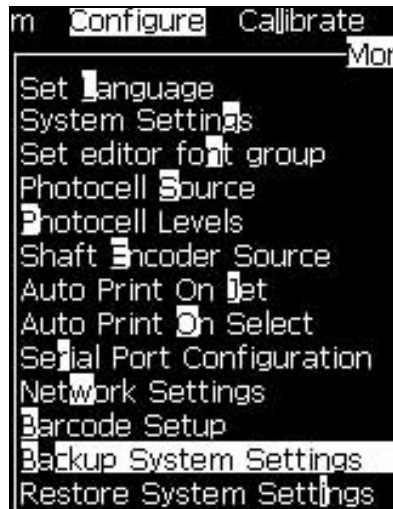 m Configure Callibrate
Mor
Set Language
System Settings
Set editor font group
Photocell Source
Photocell Levels
Shaft Encoder Source
Auto Print On Jet
Auto Print On Select
Serial Port Configuration
Network Settings
Barcode Setup
Backup System Settings
Restore System Settings